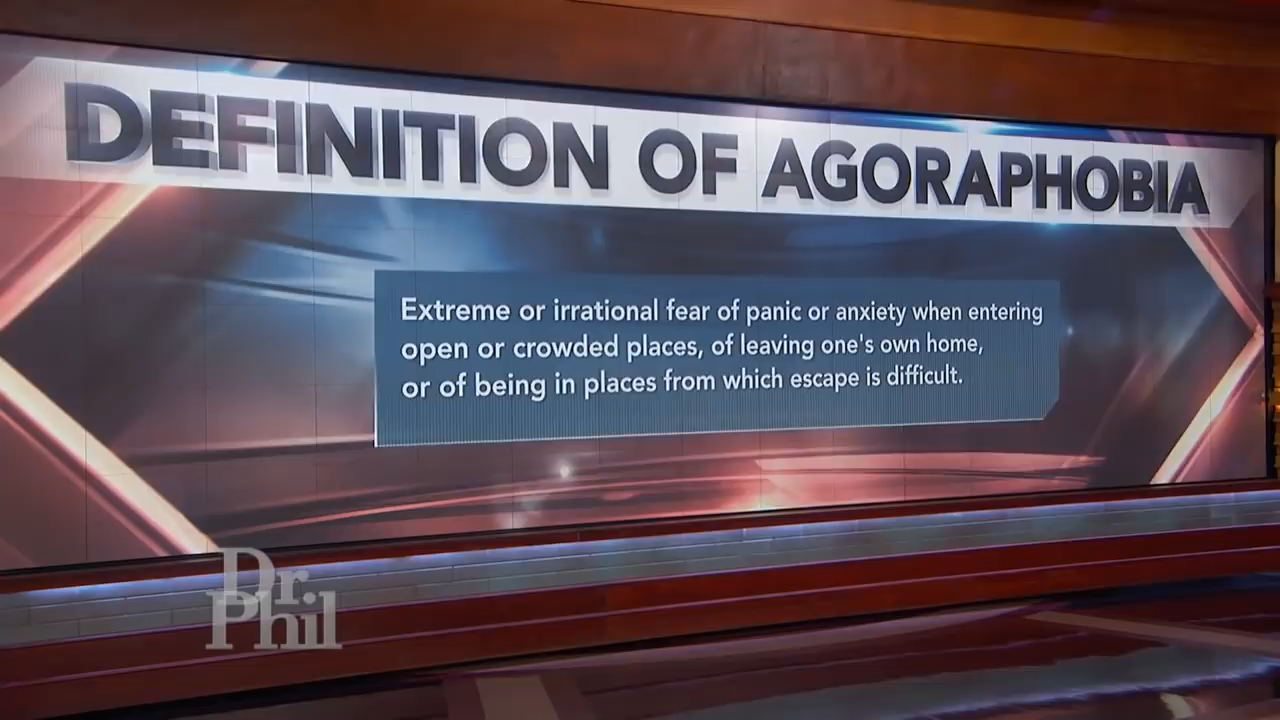 DEFINITION OF AGORAPHOBIA
Extreme or irrational fear of panic or anxiety when entering
open or crowded places, of leaving one's own home,
or of being in places from which escape is difficult.
Dr.
Phil